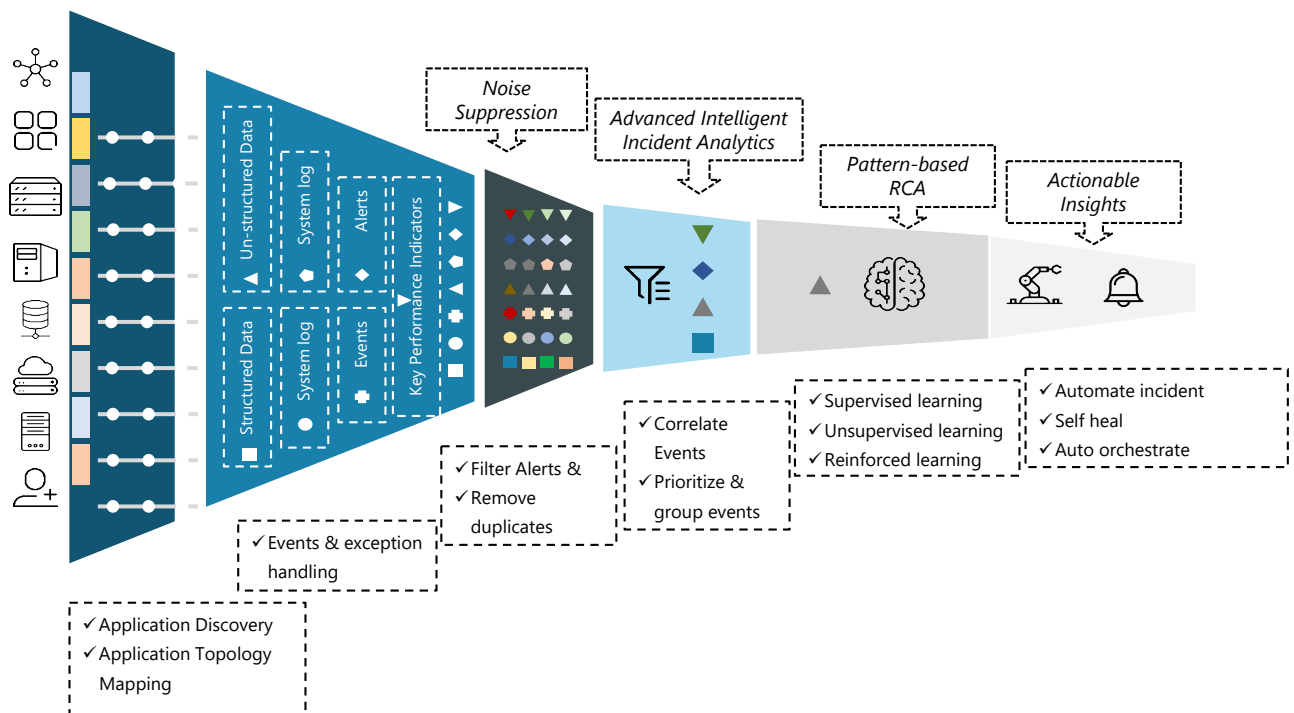 Noise
Suppression
Advanced Intelligent
Incident Analytics
Pattern-based
RCA
Actionable
Insights
Un-structured Data
System log
Alerts
Key Performance Indicators
Structured Data
System log
Events
✓Application Discovery
✓Application Topology
Mapping
✓Events & exception
handling
✓Filter Alerts &
✓Remove
duplicates
✓Correlate
Events
✓Prioritize &
group events
✓Supervised learning
✓Unsupervised learning
✓Reinforced learning
✓Automate incident
✓Self heal
✓Auto orchestrate